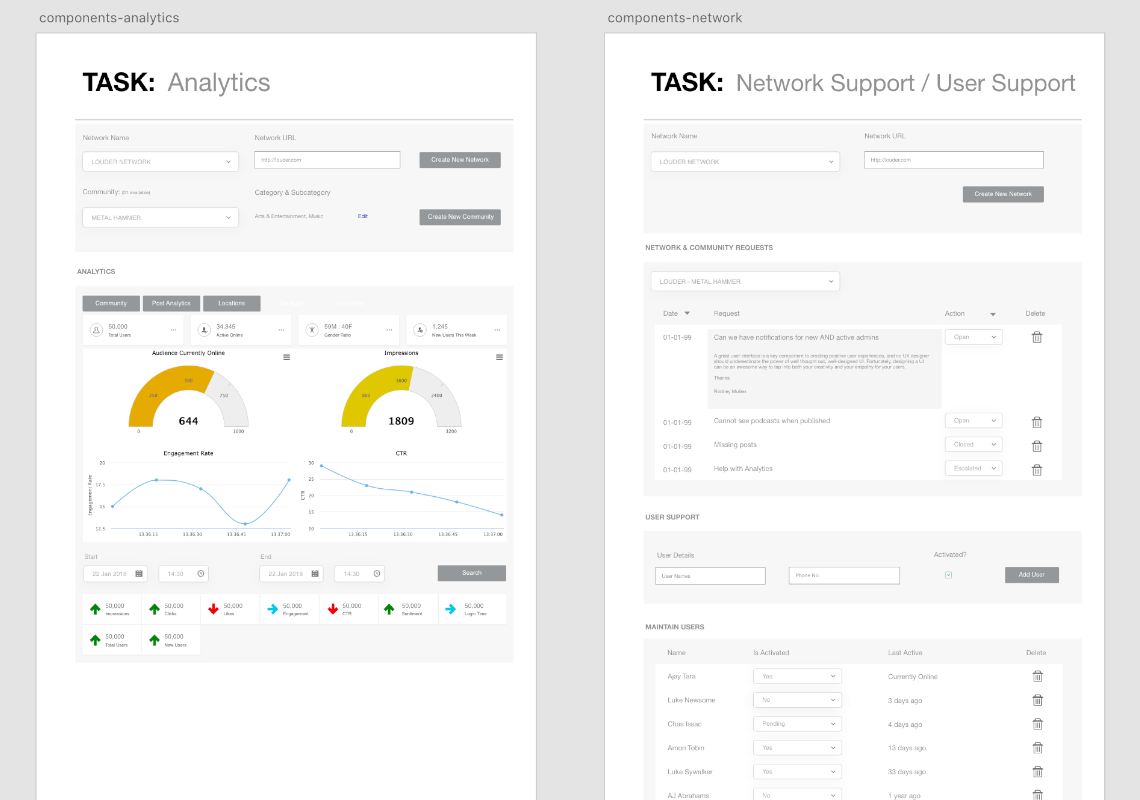 components-analytics
TASK: Analytics
Network Name
Network URL
LOUDER NETWORK
http://louder.com
Create New Network
Community:
Category & Subcategory
METAL HAMMER
Arts & Entertainment, Music
Edit
Create New Community
ANALYTICS
Community
Post Analytics
Locations
50,000
Total Users
34,345
Active Online
59M : 40F
Gender Ratio
1,245
New Users This Week
Audience Currently Online
Impressions
250
500
750
0
1000
644
800
1600
2400
0
3200
1809
Engagement Rate
CTR
Engagement Rate
20
17.5
15
12.5
13:36:15
13:36:30
13:36:45
13:37:00
CTR
30
25
20
15
10
13:36:15
13:36:30
13:36:45
13:37:00
Start
End
22 Jan 2018
14:30
22 Jan 2018
14:30
Search
50,000
Impressions
50,000
Clicks
50,000
Likes
50,000
Engagement
50,000
CTR
50,000
Sentiment
50,000
Login Time
50,000
Total Users
50,000
New Users
components-network
TASK: Network Support / User Support
Network Name
Network URL
LOUDER NETWORK
http://louder.com
Create New Network
NETWORK & COMMUNITY REQUESTS
LOUDER - METAL HAMMER
Date
Request
Action
Delete
01-01-99
Can we have notifications for new AND active admins
Open
A great user interface is a key component to creating positive user experiences, and no UX designer
should underestimate the power of well thought out, well-designed UI. Fortunately, designing a UI
can be an awesome way to tap into both your creativity and your empathy for your users.
Thanks
Rodney Mullen
01-01-99
Cannot see podcasts when published
Open
01-01-99
Missing posts
Closed
01-01-99
Help with Analytics
Escalated
USER SUPPORT
User Details
Activated?
User Names
Phone No.
Add User
MAINTAIN USERS
Name
Is Activated
Last Active
Delete
Ajay Tera
Yes
Currently Online
Luke Newsome
No
3 days ago
Chas Issac
Pending
4 days ago
Amon Tobin
Yes
13 days ago
Luke Sywalker
Yes
33 days ago
AJ Abrahams
No
1 year ago